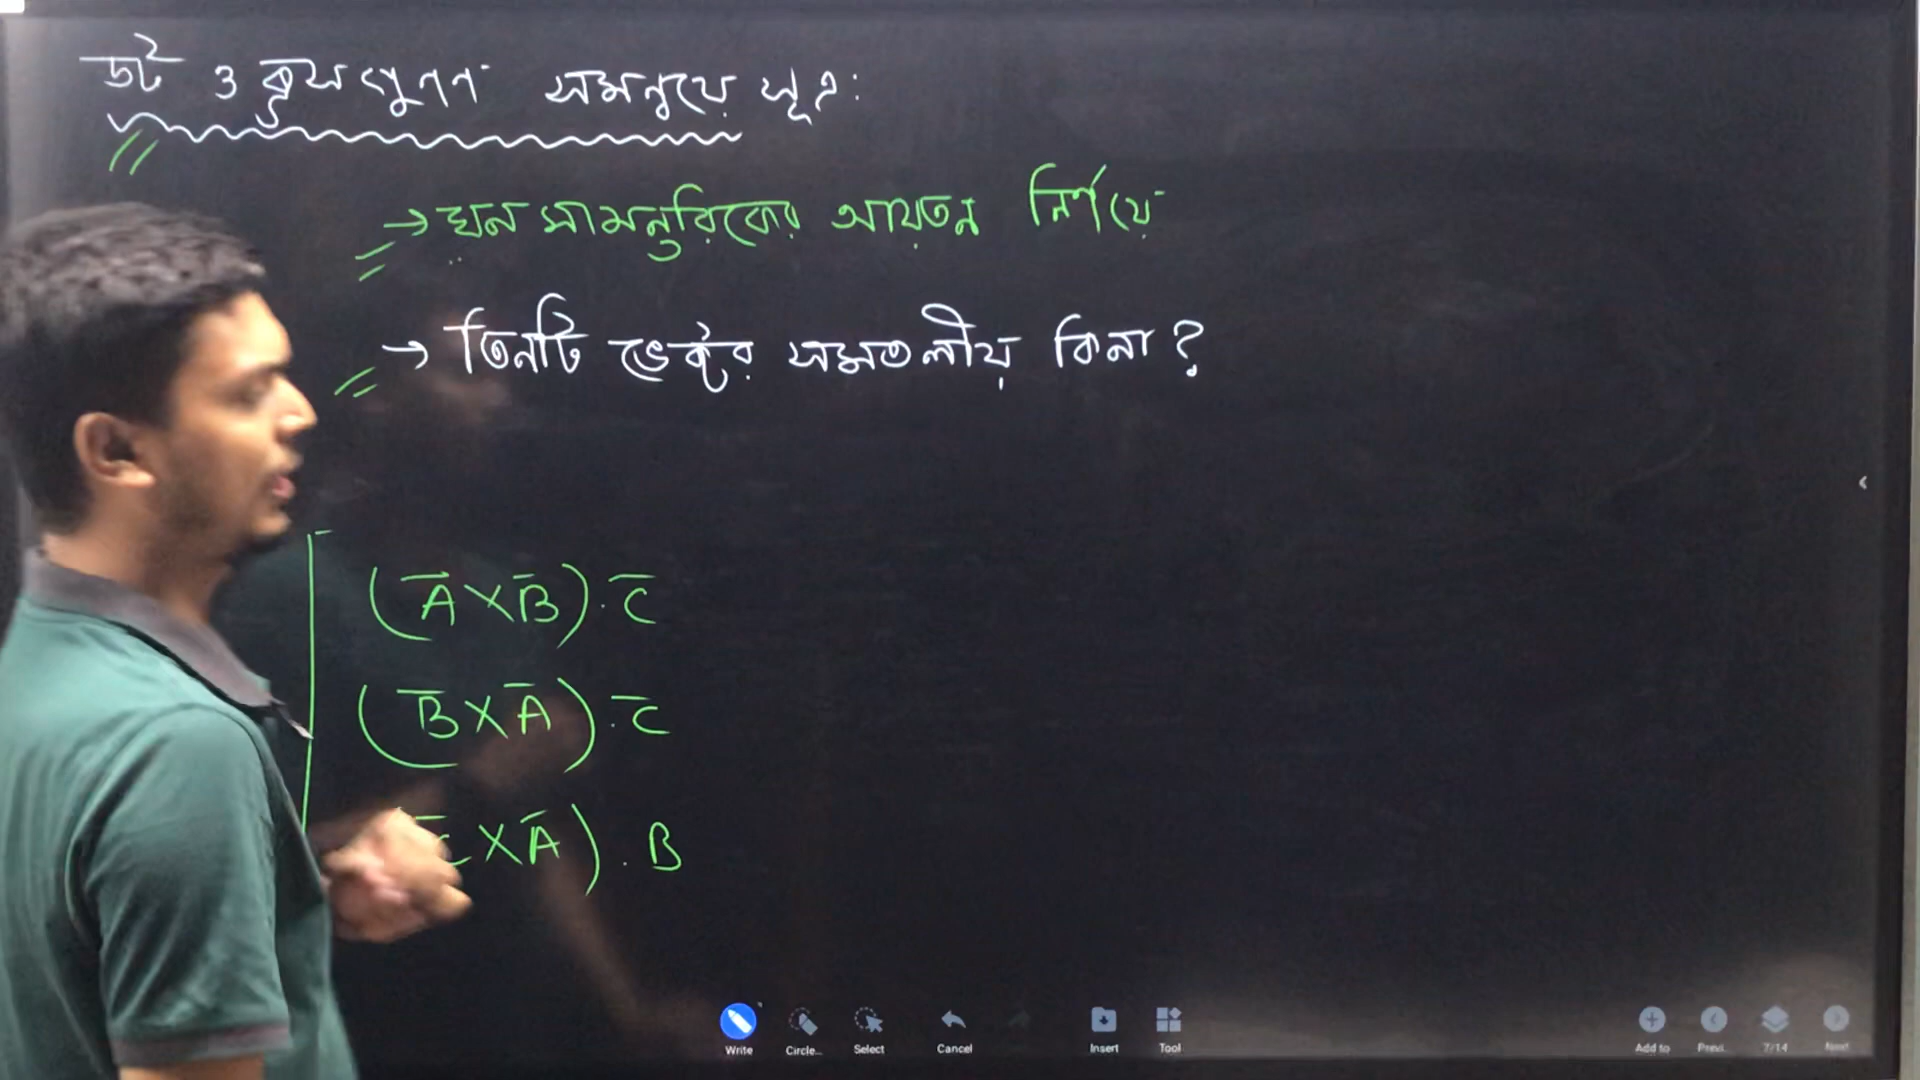 ডট ও ক্রস গুণন সমন্বয়ে সূত্র:
→ ঘন সামন্তরিকের আয়তন নির্ণয়ে
→ তিনটি ভেক্টর সমতলীয় কিনা?
(A⃗ × B̄) · C̄
(B̄ × Ā) · C̄
× Ā) . B
Write Circle... Select Cancel Insert Tool Add to Previ. 7/14 Next